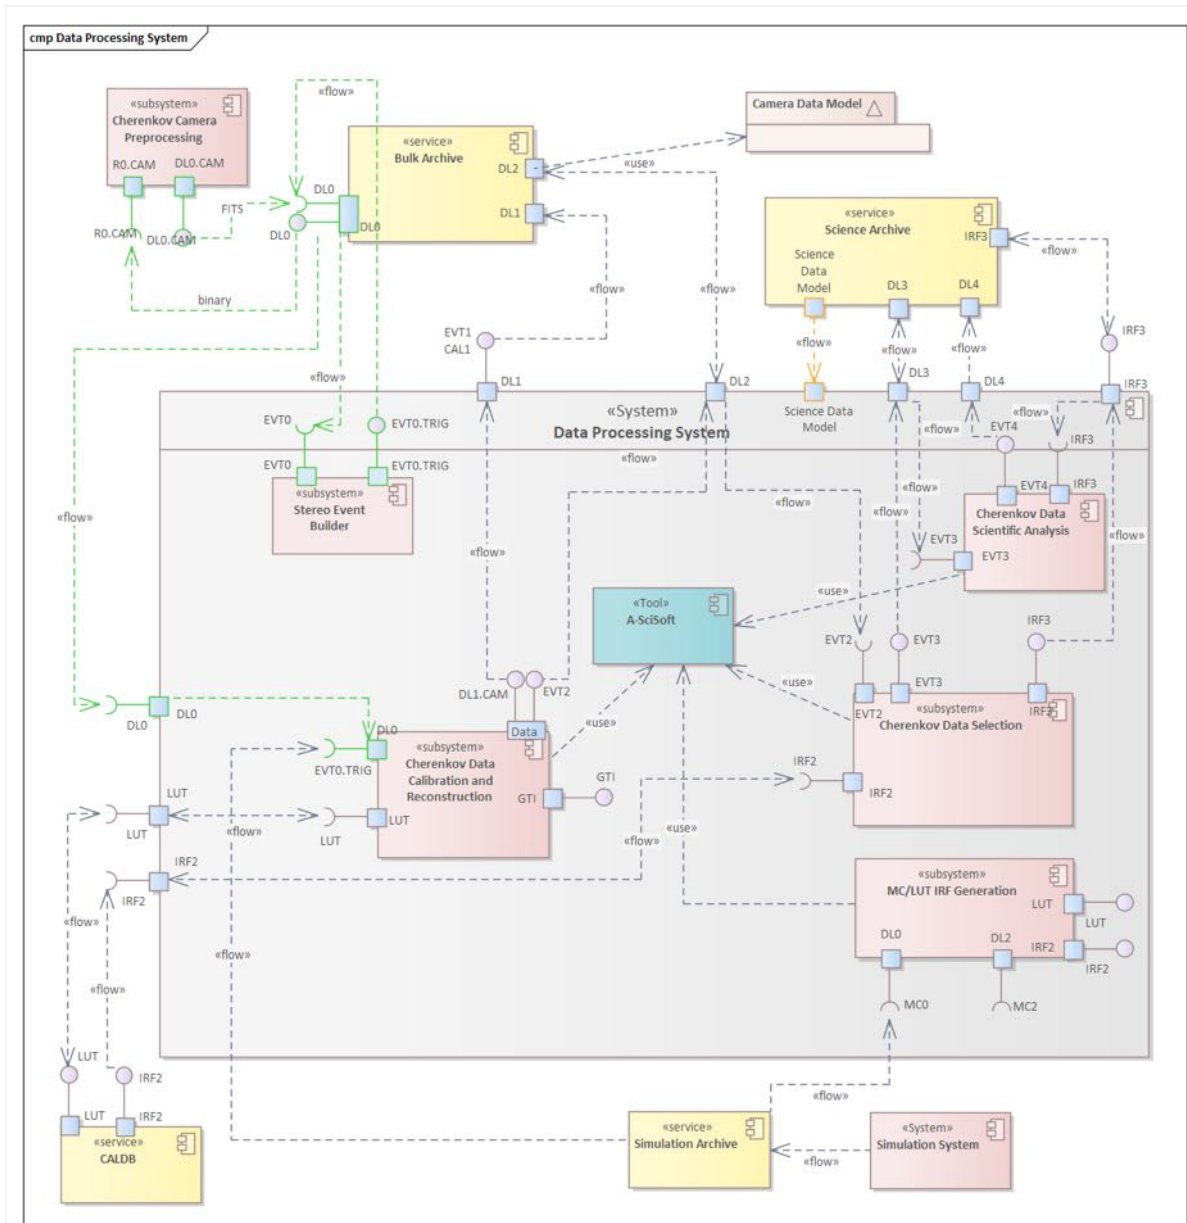 cmp Data Processing System
«flow»
«subsystem»
Cherenkov Camera
Preprocessing
R0.CAM
DL0.CAM
R0.CAM
DL0.CAM
FITS
binary
DL0
DL0
DL0
«service»
Bulk Archive
DL2
DL1
«use»
Camera Data Model
«flow»
«flow»
«service»
Science Archive
IRF3
Science
Data
Model
DL3
DL4
«flow»
«flow»
«flow»
«flow»
IRF3
EVT1
CAL1
DL1
DL2
Science Data
Model
DL3
DL4
IRF3
«flow»
«System»
Data Processing System
«flow»
EVT0
EVT0.TRIG
EVT0
EVT0.TRIG
«subsystem»
Stereo Event
Builder
«flow»
«flow»
«flow»
«flow»
«flow»
EVT4
«flow»
IRF3
EVT4
IRF3
Cherenkov Data
Scientific Analysis
EVT3
EVT3
«flow»
«flow»
«Tool»
A-SciSoft
«use»
«use»
«use»
«use»
EVT2
EVT3
IRF3
EVT2
EVT3
IRF3
«subsystem»
Cherenkov Data Selection
IRF2
IRF2
DL1.CAM
EVT2
Data
DL0
DL0
DL0
EVT0.TRIG
«subsystem»
Cherenkov Data
Calibration and
Reconstruction
GTI
GTI
LUT
LUT
LUT
LUT
«flow»
«flow»
IRF2
IRF2
«subsystem»
MC/LUT IRF Generation
LUT
LUT
IRF2
IRF2
DL0
DL2
MC0
MC2
«flow»
«flow»
«flow»
LUT
IRF2
LUT
IRF2
«service»
CALDB
«flow»
«service»
Simulation Archive
«flow»
«System»
Simulation System